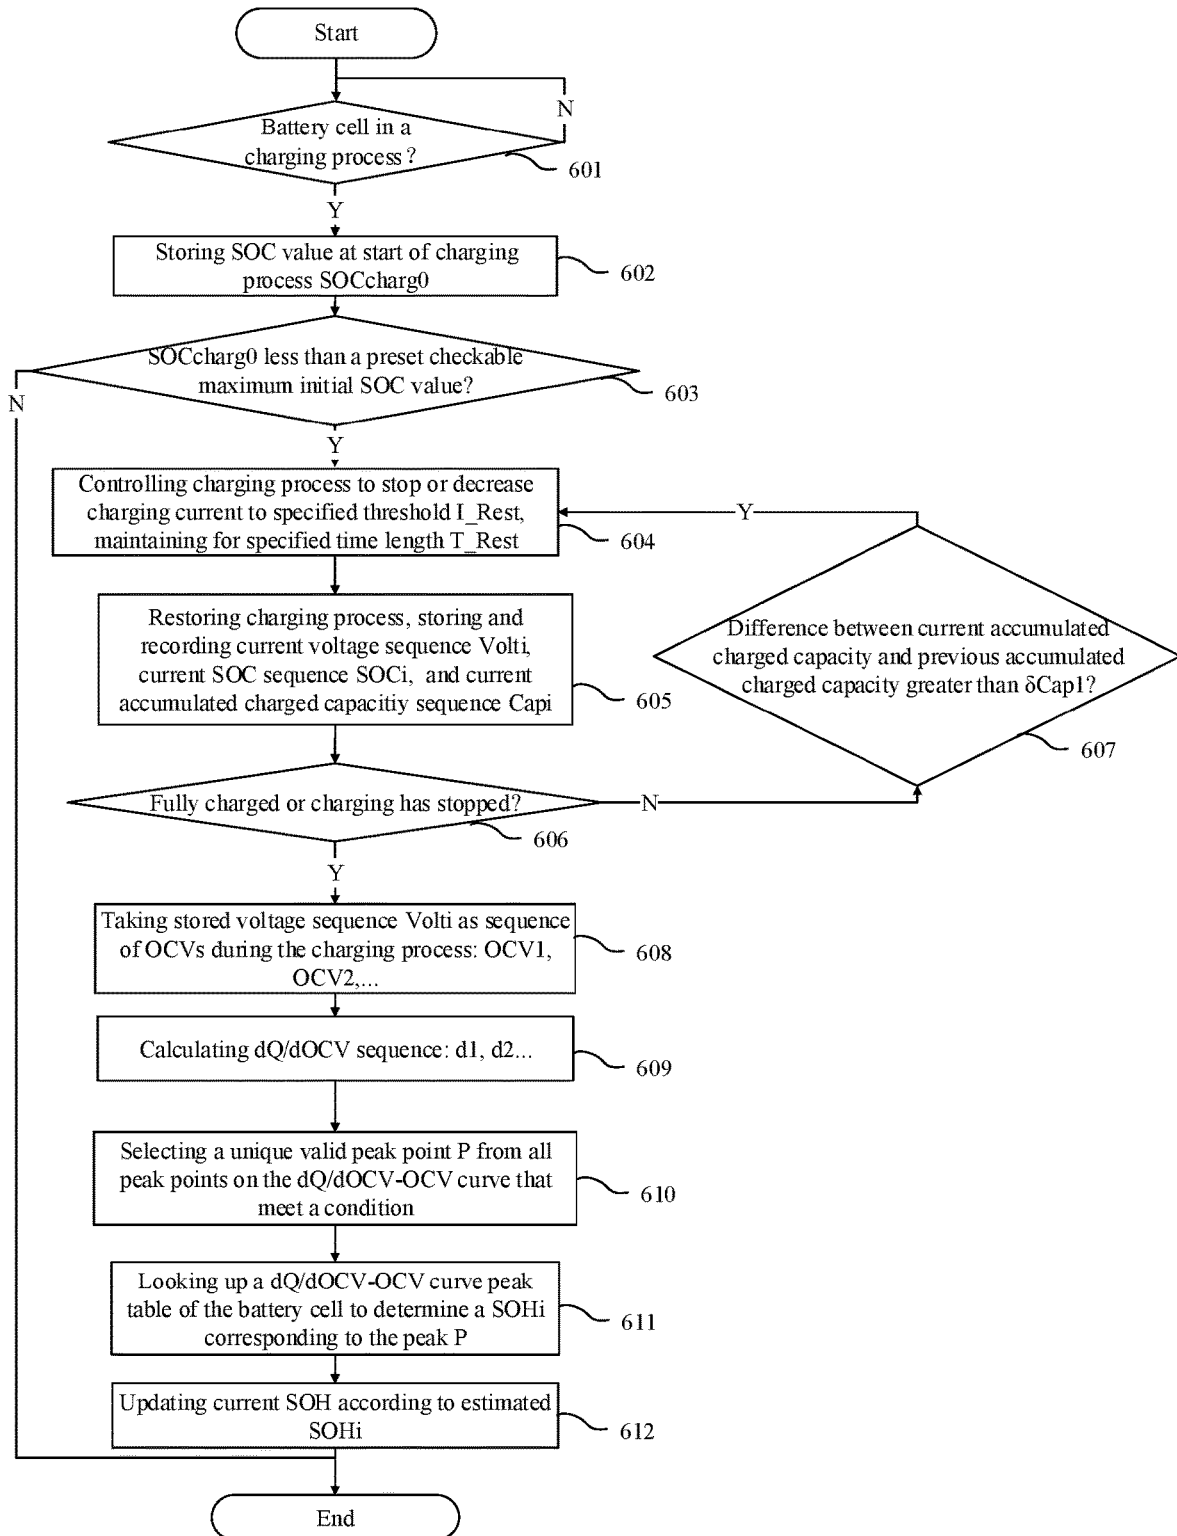 Start
N
Battery cell in a
charging process ?
601
Y
Storing SOC value at start of charging
process SOCcharg0
602
SOCcharg0 less than a preset checkable
maximum initial SOC value?
603
N
Y
Controlling charging process to stop or decrease
charging current to specified threshold I_Rest,
maintaining for specified time length T_Rest
604
Y
Restoring charging process, storing and
recording current voltage sequence Volti,
current SOC sequence SOCi, and current
accumulated charged capacitiy sequence Capi
605
Difference between current accumulated
charged capacity and previous accumulated
charged capacity greater than δCap1?
607
Fully charged or charging has stopped?
N
606
Y
Taking stored voltage sequence Volti as sequence
of OCVs during the charging process: OCV1,
OCV2,...
608
Calculating dQ/dOCV sequence: d1, d2...
609
Selecting a unique valid peak point P from all
peak points on the dQ/dOCV-OCV curve that
meet a condition
610
Looking up a dQ/dOCV-OCV curve peak
table of the battery cell to determine a SOHi
corresponding to the peak P
611
Updating current SOH according to estimated
SOHi
612
End